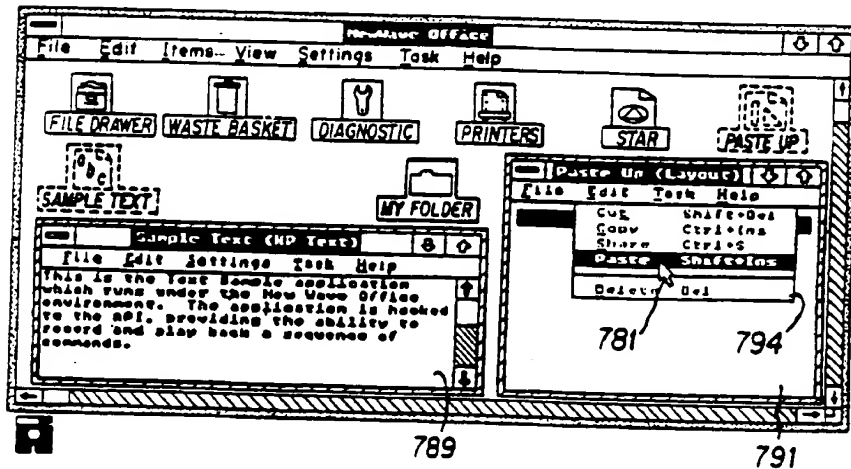 NewWave Office
File Edit Items View Settings Task Help
FILE DRAWER WASTE BASKET DIAGNOSTIC PRINTERS STAR PASTE UP
abc
SAMPLE TEXT MY FOLDER
Paste Up (Layout)
File Edit Task Help
Cut Shift+Del
Copy Ctrl+Ins
Share Ctrl+S
Paste Shift+Ins
Delete Del
Sample Text (HP Text)
File Edit Settings Task Help
This is the Text Sample application
which runs under the New Wave Office
environment. The application is hooked
to the API, providing the ability to
record and play back a sequence of
commands.
781 794
789 791